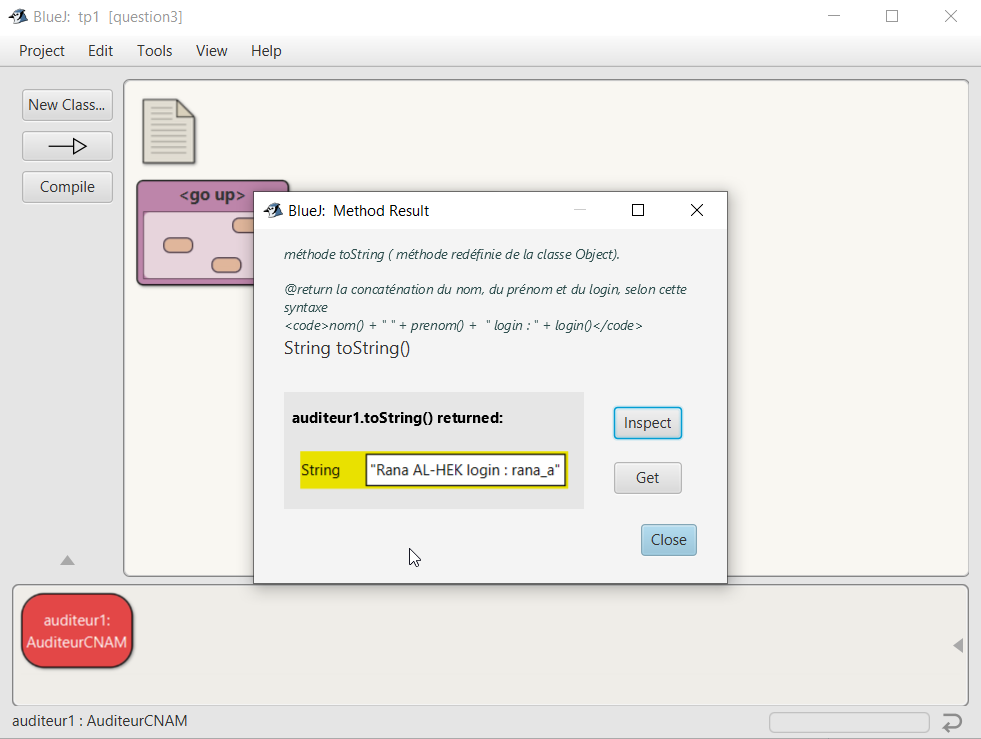 BlueJ: tp1 [question3]
Project Edit Tools View Help
New Class...
Compile
<go up>
BlueJ: Method Result
méthode toString ( méthode redéfinie de la classe Object).
@return la concaténation du nom, du prénom et du login, selon cette
syntaxe
<code>nom() + " " + prenom() + " login : " + login()</code>
String toString()
auditeur1.toString() returned:
String "Rana AL-HEK login : rana_a"
Inspect
Get
Close
auditeur1:
AuditeurCNAM
auditeur1 : AuditeurCNAM